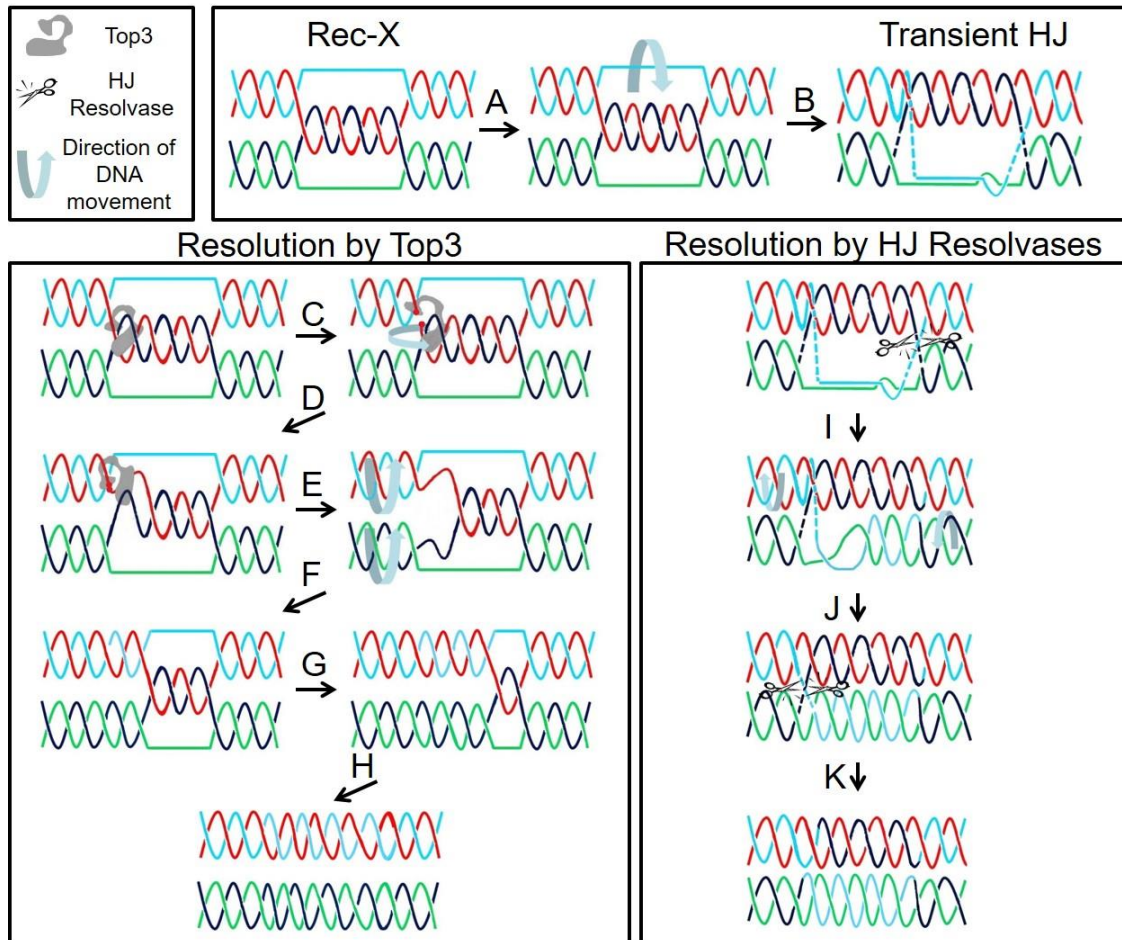 Top3
HJ
Resolvase
Direction of
DNA
movement
Rec-X
Transient HJ
A
B
Resolution by Top3
C
D
E
F
G
H
Resolution by HJ Resolvases
I
J
K